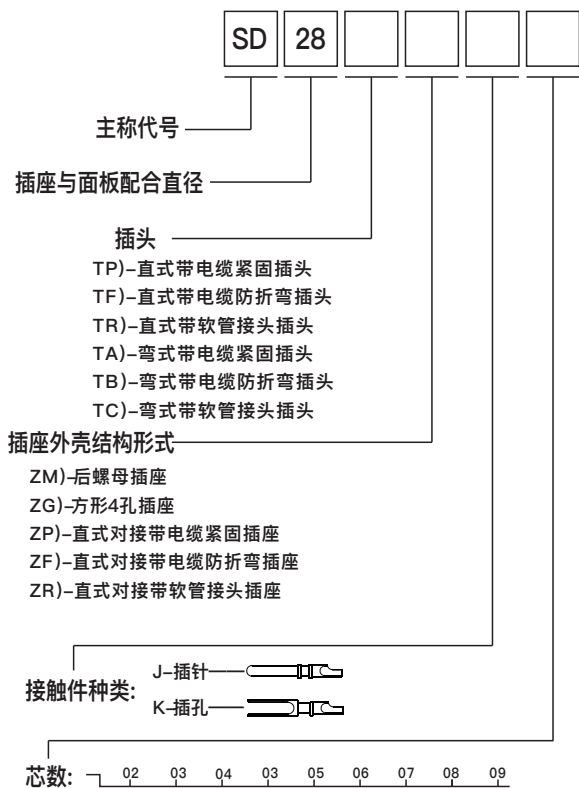 SD 28
主称代号
插座与面板配合直径
插头
TP)-直式带电缆紧固插头
TF)-直式带电缆防折弯插头
TR)-直式带软管接头插头
TA)-弯式带电缆紧固插头
TB)-弯式带电缆防折弯插头
TC)-弯式带软管接头插头
插座外壳结构形式
ZM)-后螺母插座
ZG)-方形4孔插座
ZP)-直式对接带电缆紧固插座
ZF)-直式对接带电缆防折弯插座
ZR)-直式对接带软管接头插座
J-插针
接触件种类:
K-插孔
芯数: 02 03 04 03 05 06 07 08 09